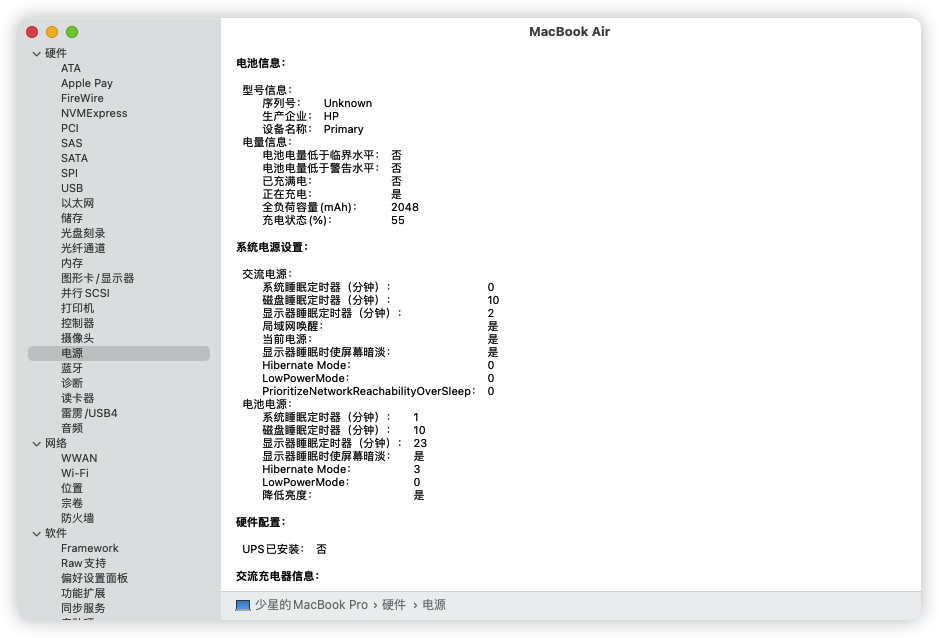 MacBook Air
硬件
ATA
Apple Pay
FireWire
NVMExpress
PCI
SAS
SATA
SPI
USB
以太网
储存
光盘刻录
光纤通道
内存
图形卡/显示器
并行SCSI
打印机
控制器
摄像头
电源
蓝牙
诊断
读卡器
雷雳/USB4
音频
网络
WWAN
Wi-Fi
位置
宗卷
防火墙
软件
Framework
Raw支持
偏好设置面板
功能扩展
同步服务
电池信息：
型号信息：
序列号： Unknown
生产企业： HP
设备名称： Primary
电量信息：
电池电量低于临界水平： 否
电池电量低于警告水平： 否
已充满电： 否
正在充电： 是
全负荷容量(mAh)： 2048
充电状态(%)： 55
系统电源设置：
交流电源：
系统睡眠定时器（分钟）： 0
磁盘睡眠定时器（分钟）： 10
显示器睡眠定时器（分钟）： 2
局域网唤醒： 是
当前电源： 是
显示器睡眠时使屏幕暗淡： 是
Hibernate Mode： 0
LowPowerMode： 0
PrioritizeNetworkReachabilityOverSleep： 0
电池电源：
系统睡眠定时器（分钟）： 1
磁盘睡眠定时器（分钟）： 10
显示器睡眠定时器（分钟）： 23
显示器睡眠时使屏幕暗淡： 是
Hibernate Mode： 3
LowPowerMode： 0
降低亮度： 是
硬件配置：
UPS已安装： 否
交流充电器信息：
少星的MacBook Pro › 硬件 › 电源